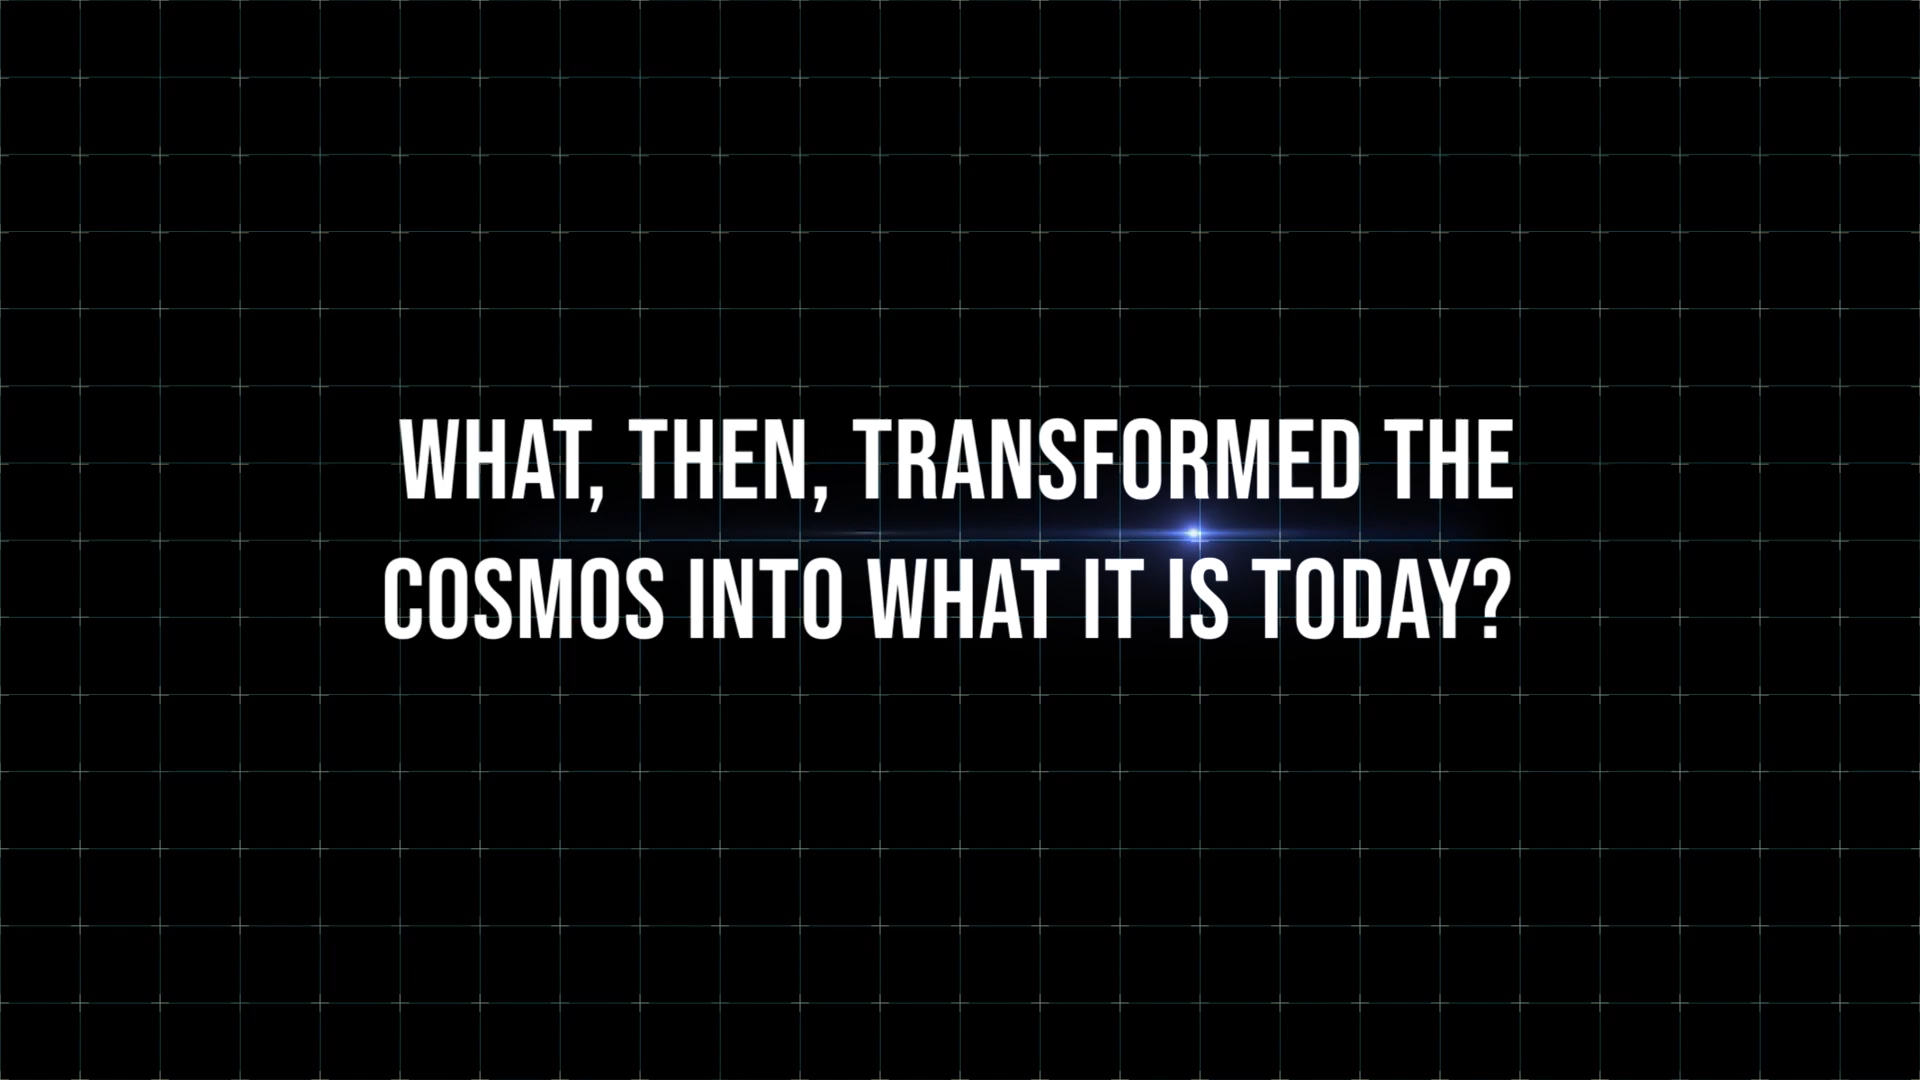 WHAT, THEN, TRANSFORMED THE
COSMOS INTO WHAT IT IS TODAY?